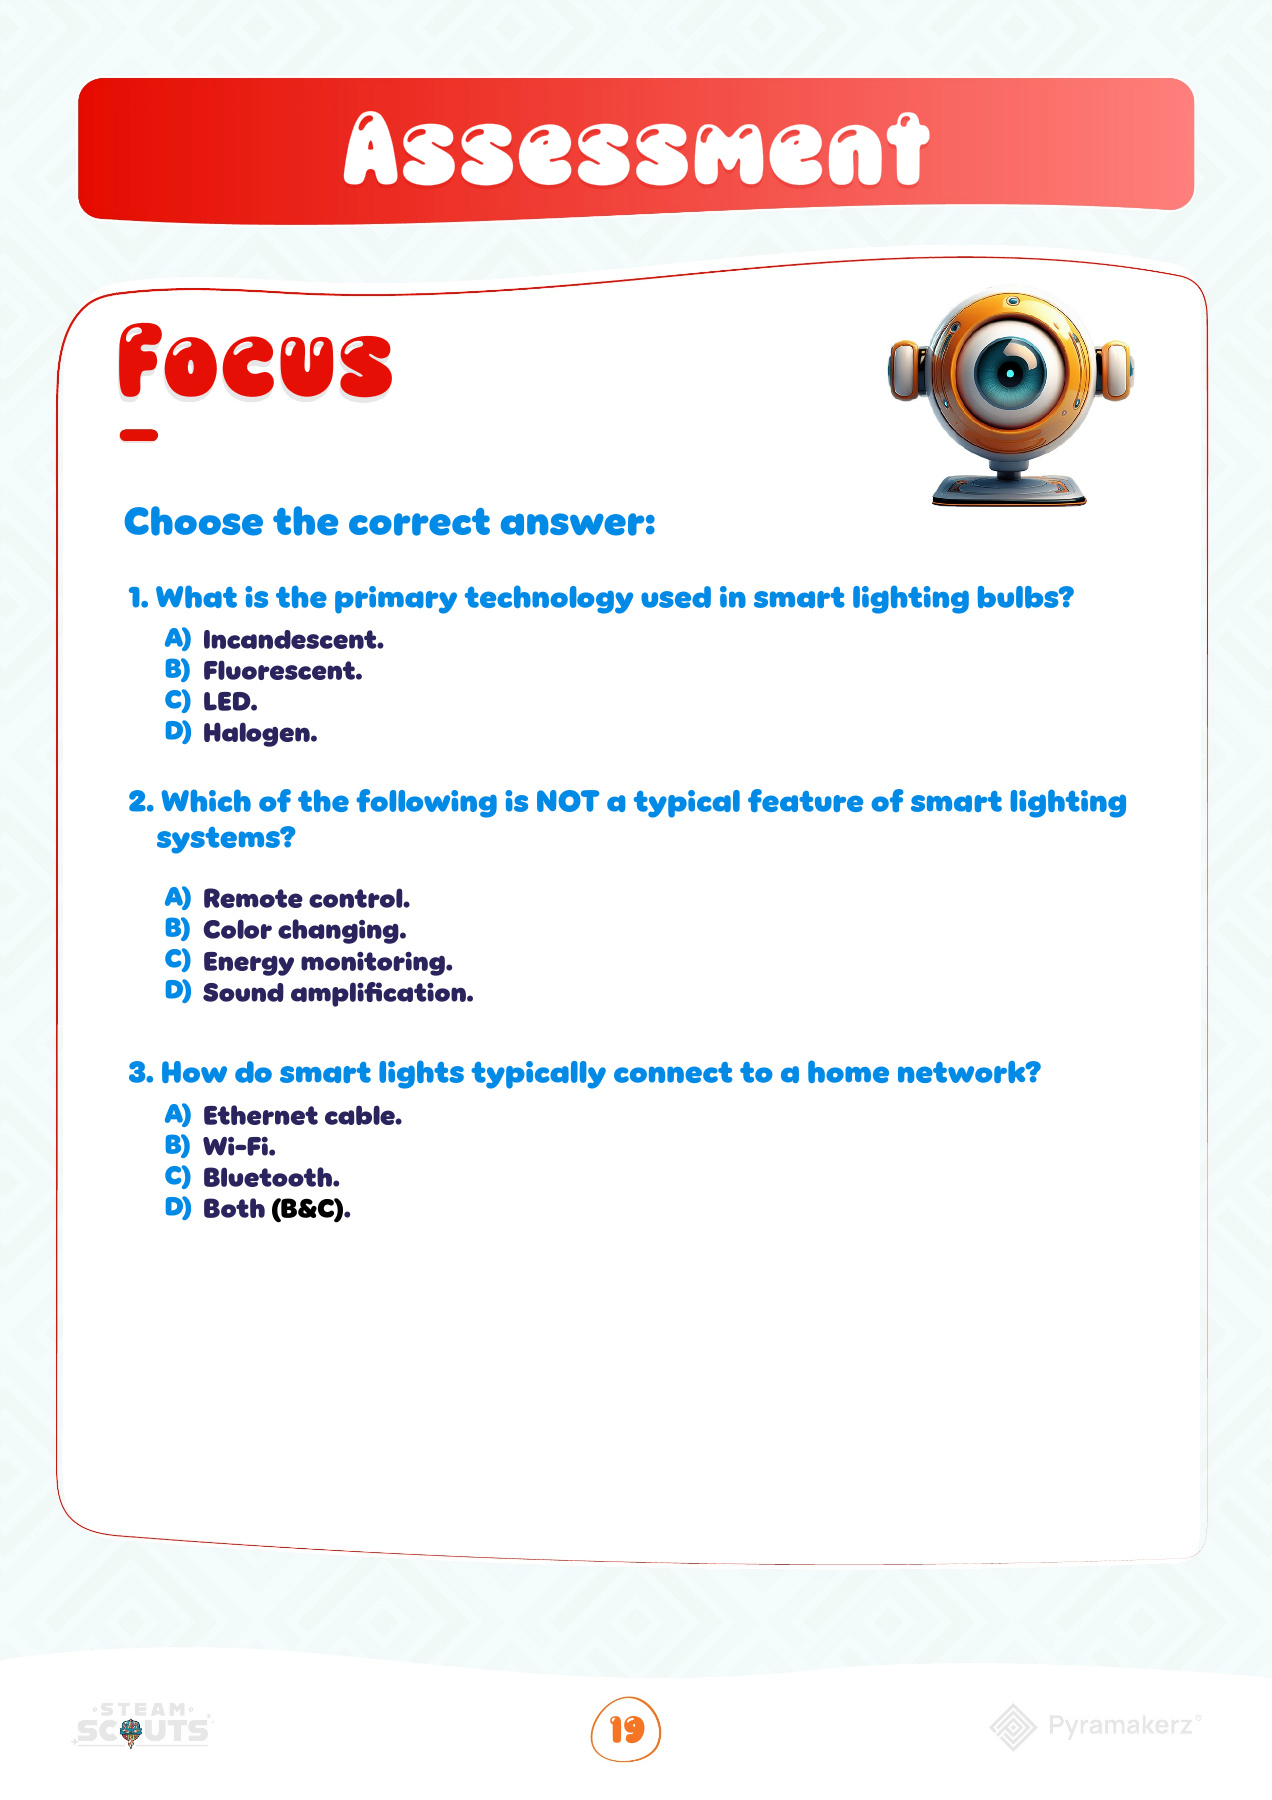 Assessment
Focus
Choose the correct answer:
1. What is the primary technology used in smart lighting bulbs?
A) Incandescent.
B) Fluorescent.
C) LED.
D) Halogen.
2. Which of the following is NOT a typical feature of smart lighting
systems?
A) Remote control.
B) Color changing.
C) Energy monitoring.
D) Sound amplification.
3. How do smart lights typically connect to a home network?
A) Ethernet cable.
B) Wi-Fi.
C) Bluetooth.
D) Both (B&C).
STEAM
SCOUTS
19
Pyramakerz